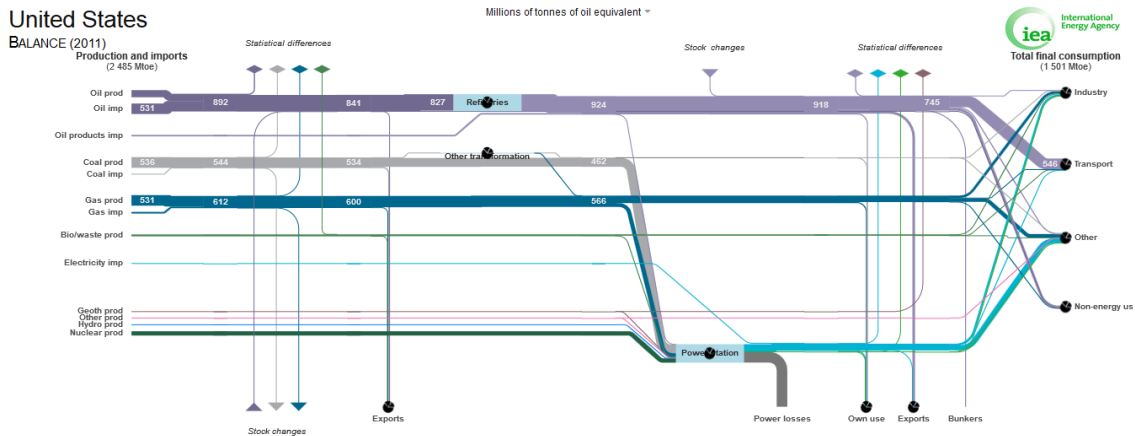 United States
BALANCE (2011)
Millions of tonnes of oil equivalent
iea
International
Energy Agency
Production and imports
(2 485 Mtoe)
Statistical differences
Stock changes
Statistical differences
Total final consumption
(1 501 Mtoe)
Oil prod
Oil imp
531
892
841
827
Refineries
924
918
745
Industry
Oil products imp
Coal prod
Coal imp
536
544
534
Other transformation
462
546
Transport
Gas prod
Gas imp
531
612
600
566
Bio/waste prod
Other
Electricity imp
Geoth prod
Other prod
Hydro prod
Nuclear prod
Non-energy us
Power station
Stock changes
Exports
Power losses
Own use
Exports
Bunkers